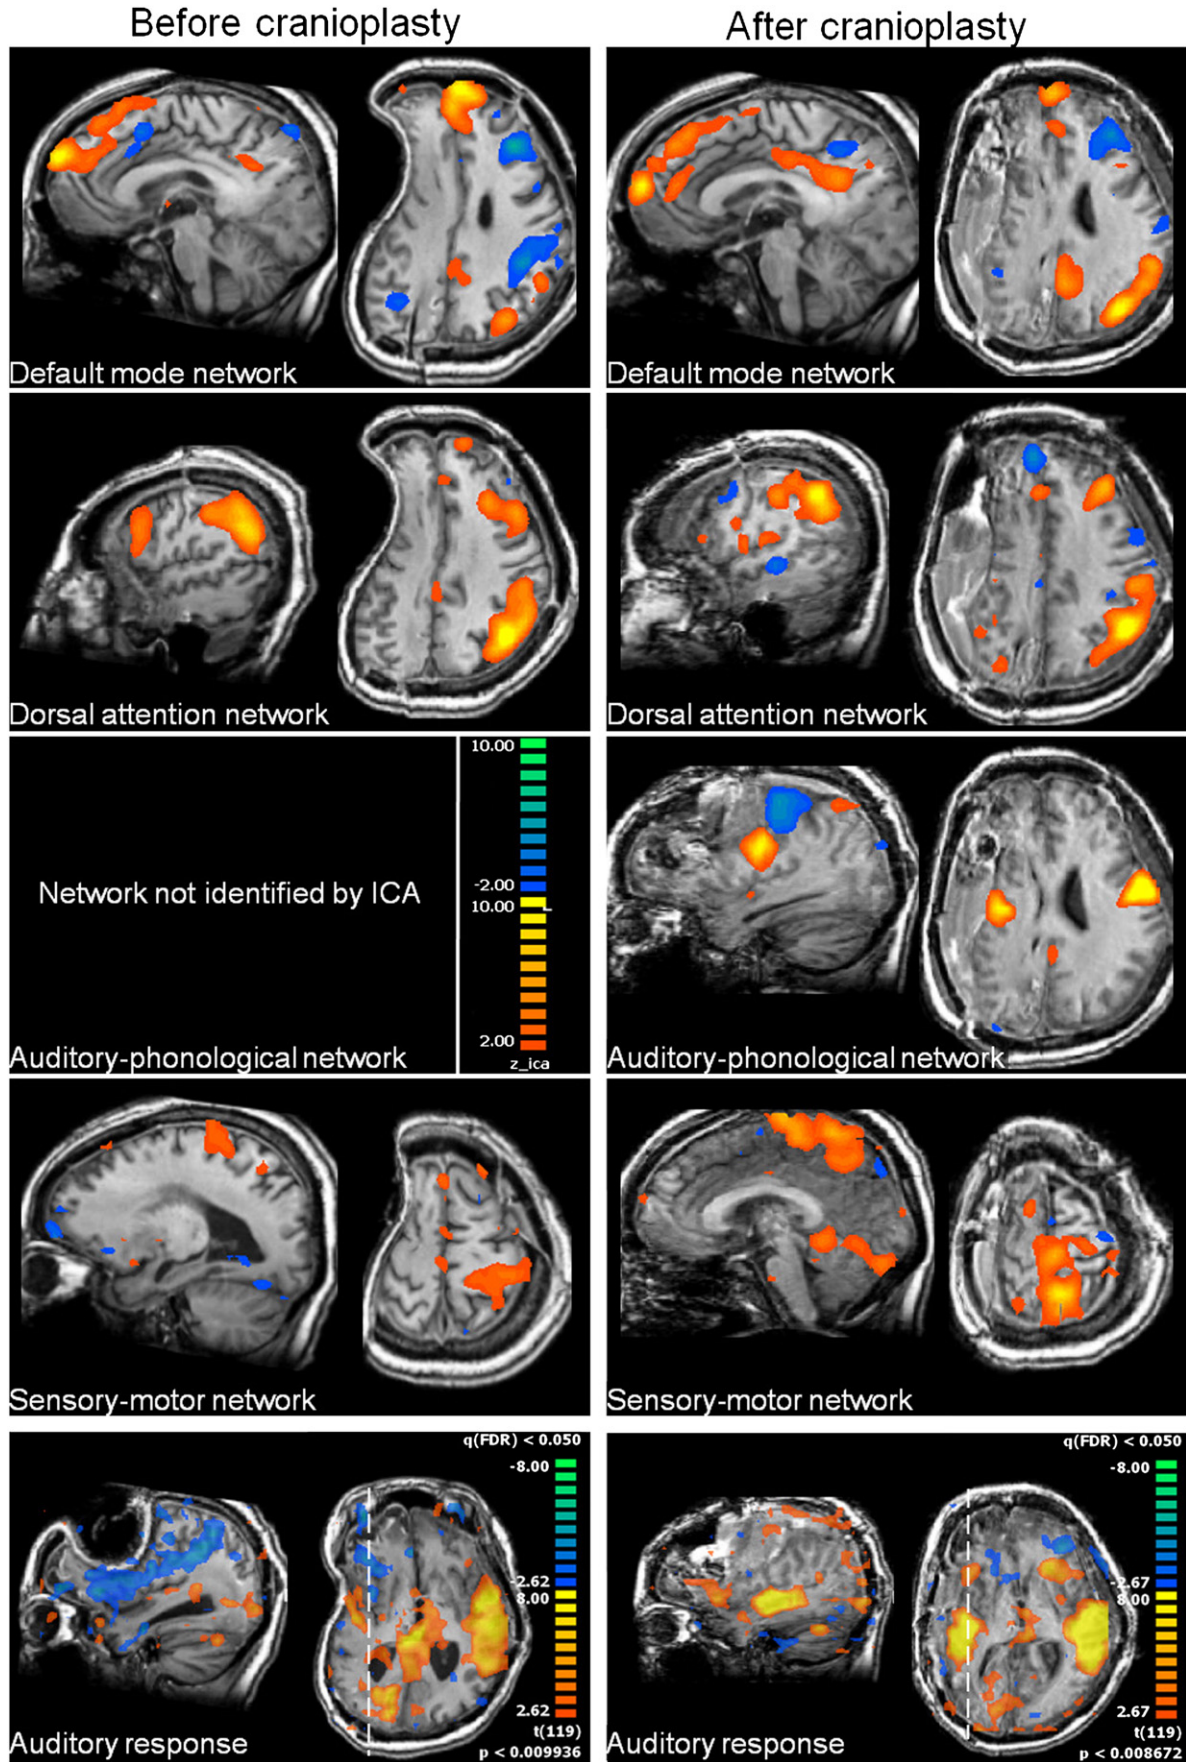 Before cranioplasty
After cranioplasty
Default mode network
Default mode network
Dorsal attention network
Dorsal attention network
Network not identified by ICA
10.00
-2.00
10.00
L
2.00
z_ica
Auditory-phonological network
Auditory-phonological network
Sensory-motor network
Sensory-motor network
q(FDR) < 0.050
-8.00
-2.62
8.00
2.62
t(119)
p < 0.009936
Auditory response
q(FDR) < 0.050
-8.00
-2.67
8.00
2.67
t(119)
p < 0.008672
Auditory response